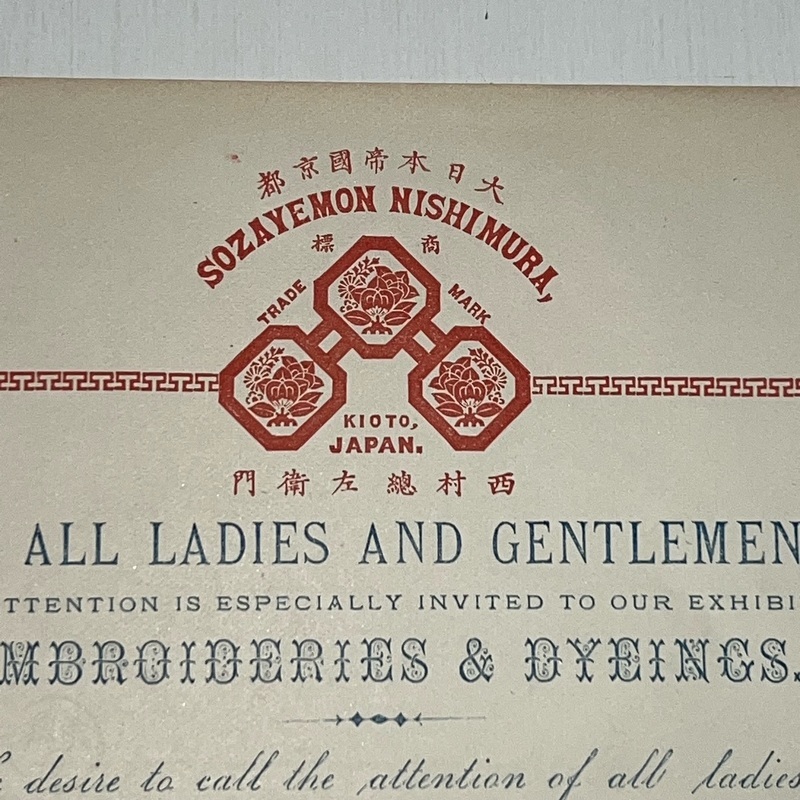 大日本帝國京都
SOZAYEMON NISHIMURA,
商標
TRADE MARK
KIOTO,
JAPAN.
西村總左衛門
ALL LADIES AND GENTLEMEN
TTENTION IS ESPECIALLY INVITED TO OUR EXHIBI
MBROIDERIES & DYEINGS.
desire to call the attention of all ladies